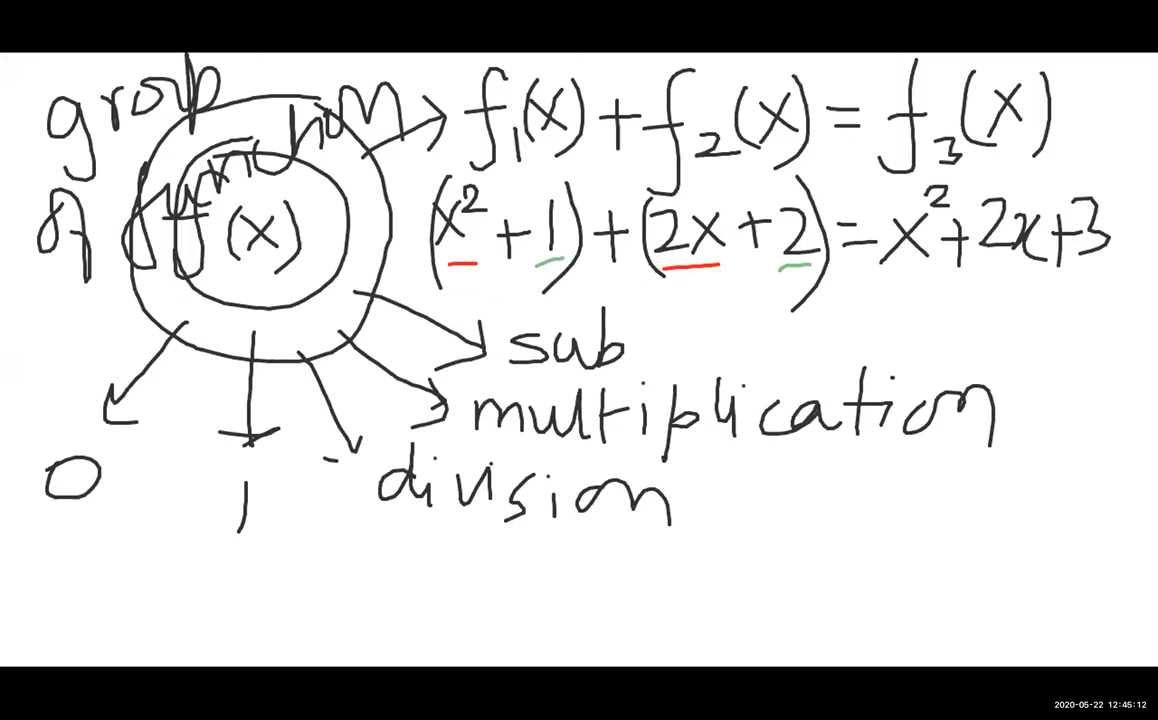 group → f₁(x) + f₂(x) = f₃(x)
of f(x) (x² + 1) + (2x + 2) = x² + 2x + 3
sub
multiplication
0 1 division
2020-05-22 12:45:12